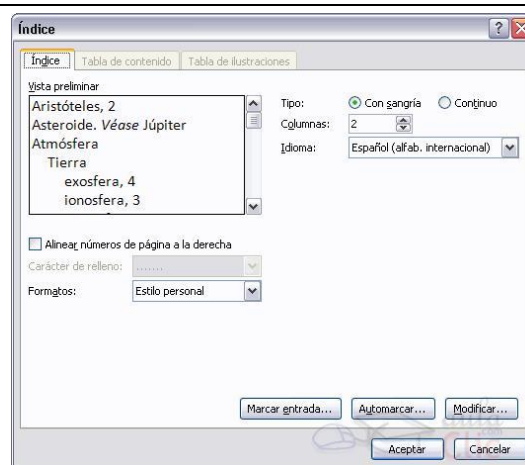 Índice
Índice Tabla de contenido Tabla de ilustraciones
Vista preliminar
Aristóteles, 2
Asteroide. Véase Júpiter
Atmósfera
Tierra
exosfera, 4
ionosfera, 3
Tipo: Con sangría Continuo
Columnas: 2
Idioma: Español (alfab. internacional)
Alinear números de página a la derecha
Carácter de relleno: .......
Formatos: Estilo personal
Marcar entrada... Automarcar... Modificar...
aula
Clic
Aceptar Cancelar